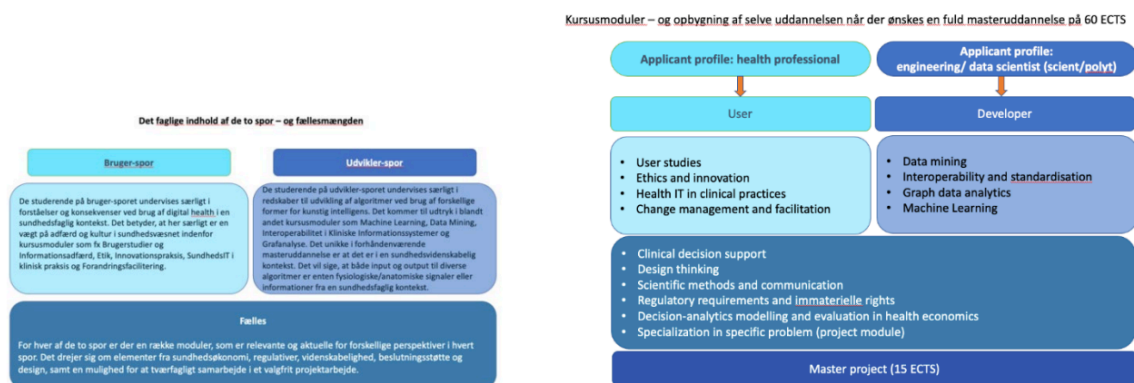 Det faglige indhold af de to spor – og fællesmængden
Bruger-spor
De studerende på bruger-sporet undervises særligt i
forståelser og konsekvenser ved brug af digital health i en
sundhedsfaglig kontekst. Det betyder, at her særligt er en
vægt på adfærd og kultur i sundhedsvæsnet indenfor
kursusmoduler som fx Brugerstudier og
Informationsadfærd, Etik, Innovationspraksis, SundhedsIT i
klinisk praksis og Forandringsfacilitering.
Udvikler-spor
De studerende på udvikler-sporet undervises særligt i
redskaber til udvikling af algoritmer ved brug af forskellige
former for kunstig intelligens. Det kommer til udtryk i blandt
andet kursusmoduler som Machine Learning, Data Mining,
Interoperabilitet i Kliniske Informationssystemer og
Grafanalyse. Det unikke i forhåndenværende
masteruddannelse er at det er i en sundhedsvidenskabelig
kontekst. Det vil sige, at både input og output til diverse
algoritmer er enten fysiologiske/anatomiske signaler eller
informationer fra en sundhedsfaglig kontekst.
Fælles
For hver af de to spor er der en række moduler, som er relevante og aktuelle for forskellige perspektiver i hvert
spor. Det drejer sig om elementer fra sundhedsøkonomi, regulativer, videnskabelighed, beslutningsstøtte og
design, samt en mulighed for at tværfagligt samarbejde i et valgfrit projektarbejde.
Kursusmoduler – og opbygning af selve uddannelsen når der ønskes en fuld masteruddannelse på 60 ECTS
Applicant profile: health professional
Applicant profile:
engineering/ data scientist (scient/polyt)
User
Developer
• User studies
• Ethics and innovation
• Health IT in clinical practices
• Change management and facilitation
• Data mining
• Interoperability and standardisation
• Graph data analytics
• Machine Learning
• Clinical decision support
• Design thinking
• Scientific methods and communication
• Regulatory requirements and immaterielle rights
• Decision-analytics modelling and evaluation in health economics
• Specialization in specific problem (project module)
Master project (15 ECTS)